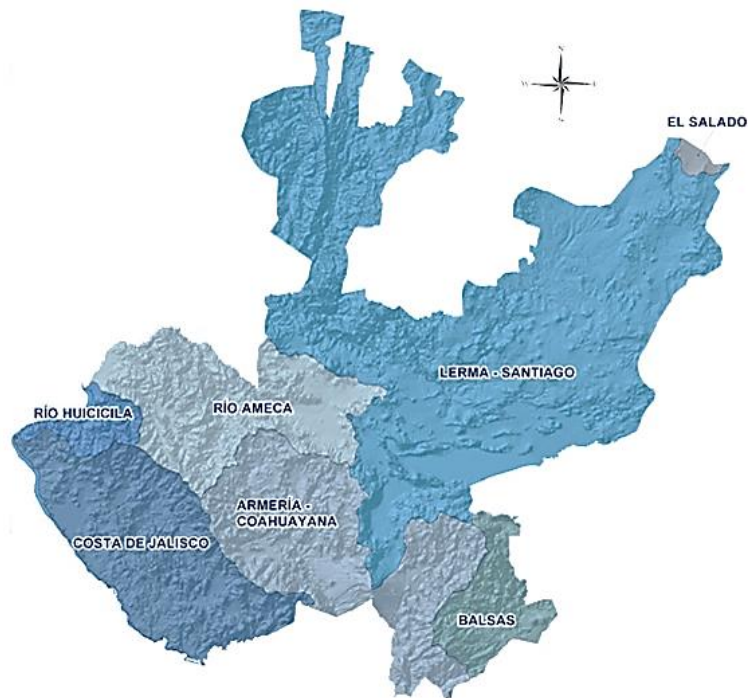 EL SALADO
LERMA - SANTIAGO
RÍO HUICICILA
RÍO AMECA
ARMERÍA -
COAHUAYANA
COSTA DE JALISCO
BALSAS